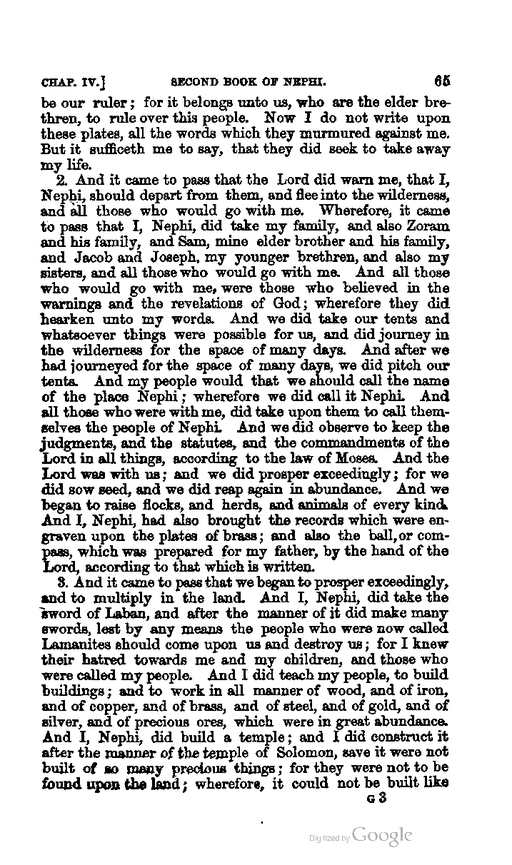 CHAP. IV.] SECOND BOOK OF NEPHI. 65
be our ruler; for it belongs unto us, who are the elder bre-
thren, to rule over this people. Now I do not write upon
these plates, all the words which they murmured against me.
But it sufficeth me to say, that they did seek to take away
my life.
2. And it came to pass that the Lord did warn me, that I,
Nephi, should depart from them, and flee into the wilderness,
and all those who would go with me. Wherefore, it came
to pass that I, Nephi, did take my family, and also Zoram
and his family, and Sam, mine elder brother and his family,
and Jacob and Joseph, my younger brethren, and also my
sisters, and all those who would go with me. And all those
who would go with me, were those who believed in the
warnings and the revelations of God; wherefore they did
hearken unto my words. And we did take our tents and
whatsoever things were possible for us, and did journey in
the wilderness for the space of many days. And after we
had journeyed for the space of many days, we did pitch our
tents. And my people would that we should call the name
of the place Nephi; wherefore we did call it Nephi. And
all those who were with me, did take upon them to call them-
selves the people of Nephi. And we did observe to keep the
judgments, and the statutes, and the commandments of the
Lord in all things, according to the law of Moses. And the
Lord was with us; and we did prosper exceedingly; for we
did sow seed, and we did reap again in abundance. And we
began to raise flocks, and herds, and animals of every kind.
And I, Nephi, had also brought the records which were en-
graven upon the plates of brass; and also the ball, or com-
pass, which was prepared for my father, by the hand of the
Lord, according to that which is written.
3. And it came to pass that we began to prosper exceedingly,
and to multiply in the land. And I, Nephi, did take the
sword of Laban, and after the manner of it did make many
swords, lest by any means the people who were now called
Lamanites should come upon us and destroy us; for I knew
their hatred towards me and my children, and those who
were called my people. And I did teach my people, to build
buildings; and to work in all manner of wood, and of iron,
and of copper, and of brass, and of steel, and of gold, and of
silver, and of precious ores, which were in great abundance.
And I, Nephi, did build a temple; and I did construct it
after the manner of the temple of Solomon, save it were not
built of so many precious things; for they were not to be
found upon the land; wherefore, it could not be built like
G 3
Digitized by Google